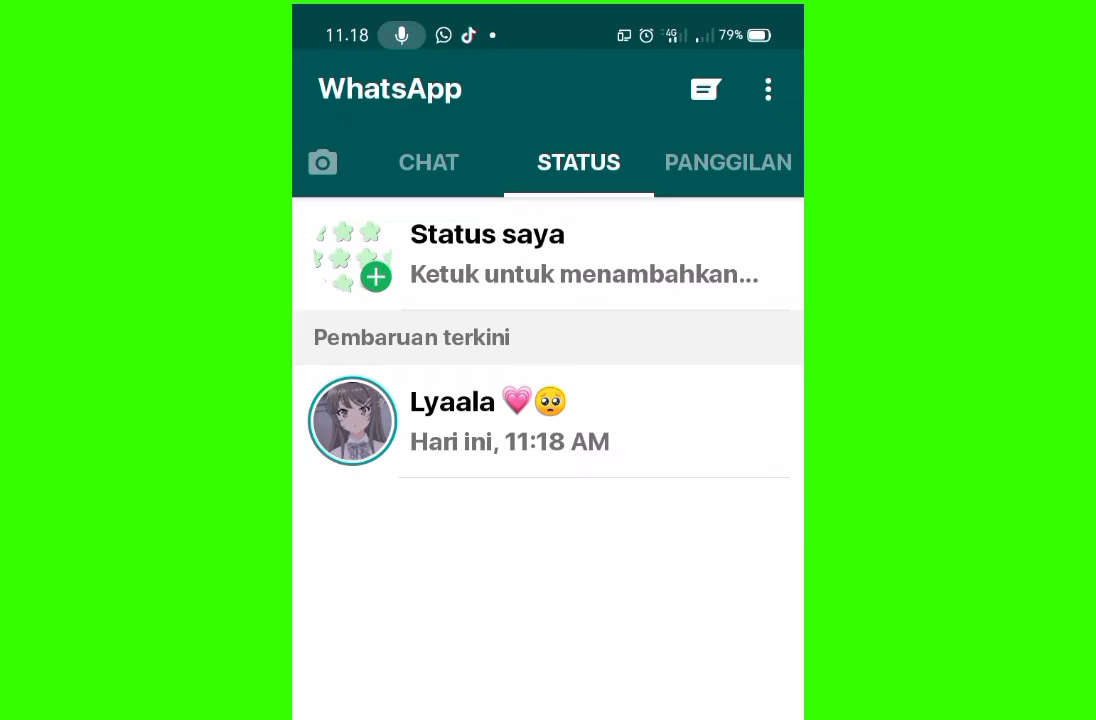 11.18 4G 79%
WhatsApp
CHAT STATUS PANGGILAN
Status saya
Ketuk untuk menambahkan...
Pembaruan terkini
Lyaala 💗🥺
Hari ini, 11:18 AM